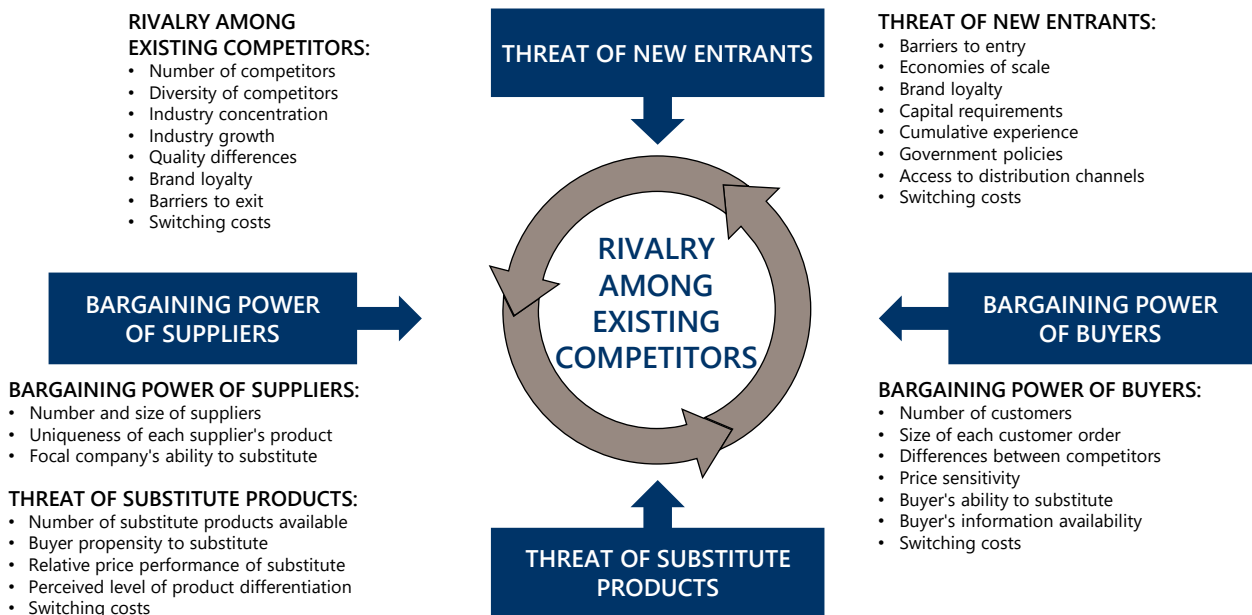 RIVALRY AMONG
EXISTING COMPETITORS:
• Number of competitors
• Diversity of competitors
• Industry concentration
• Industry growth
• Quality differences
• Brand loyalty
• Barriers to exit
• Switching costs
THREAT OF NEW ENTRANTS
THREAT OF NEW ENTRANTS:
• Barriers to entry
• Economies of scale
• Brand loyalty
• Capital requirements
• Cumulative experience
• Government policies
• Access to distribution channels
• Switching costs
BARGAINING POWER
OF SUPPLIERS
RIVALRY
AMONG
EXISTING
COMPETITORS
BARGAINING POWER
OF BUYERS
BARGAINING POWER OF SUPPLIERS:
• Number and size of suppliers
• Uniqueness of each supplier's product
• Focal company's ability to substitute
THREAT OF SUBSTITUTE PRODUCTS:
• Number of substitute products available
• Buyer propensity to substitute
• Relative price performance of substitute
• Perceived level of product differentiation
• Switching costs
THREAT OF SUBSTITUTE
PRODUCTS
BARGAINING POWER OF BUYERS:
• Number of customers
• Size of each customer order
• Differences between competitors
• Price sensitivity
• Buyer's ability to substitute
• Buyer's information availability
• Switching costs